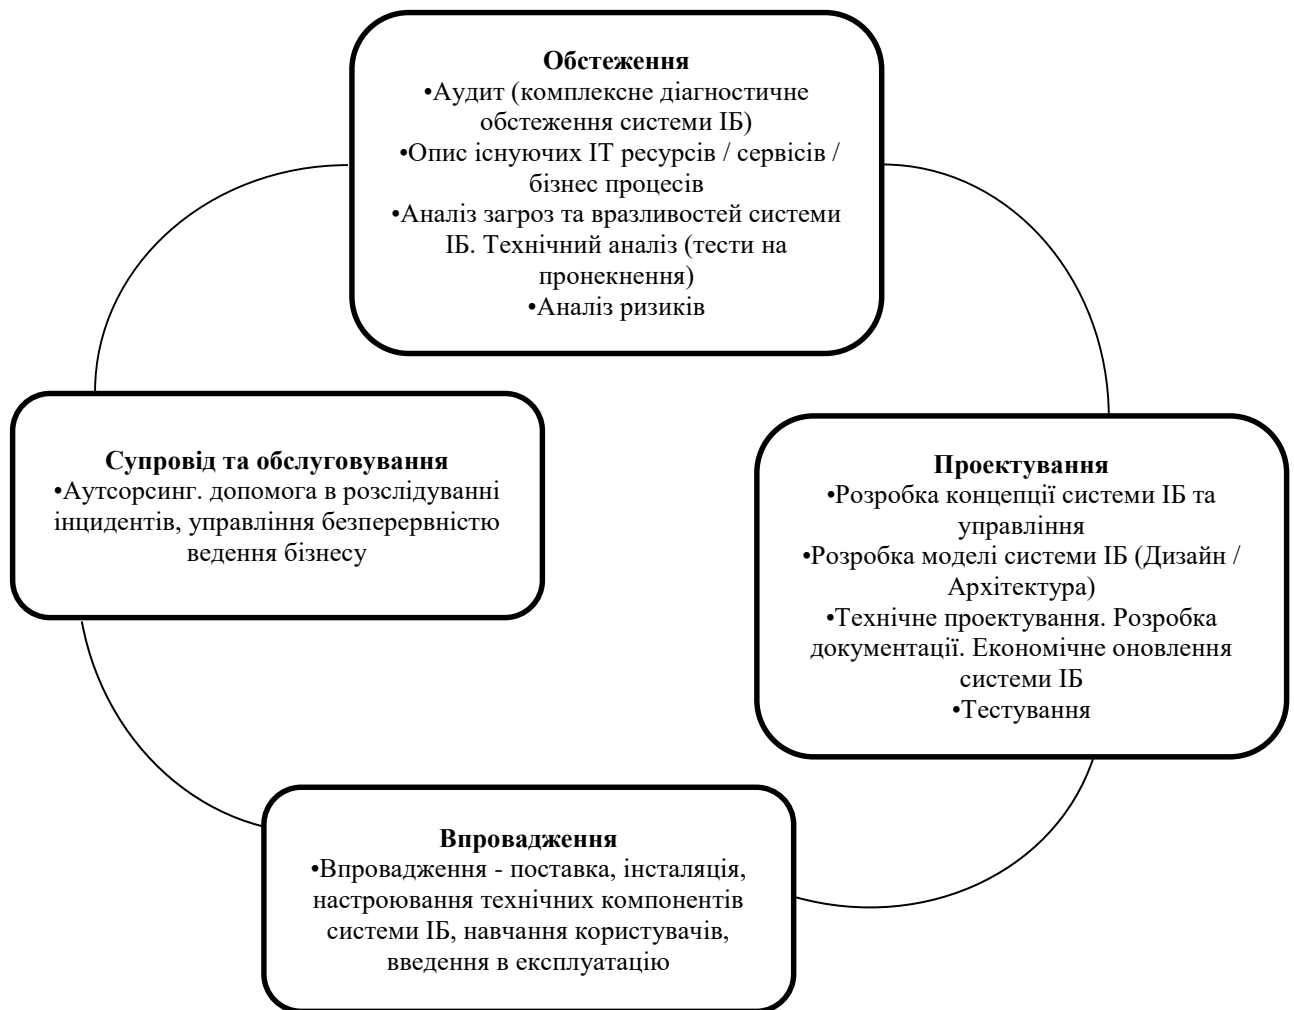 Обстеження
•Аудит (комплексне діагностичне
обстеження системи ІБ)
•Опис існуючих ІТ ресурсів / сервісів /
бізнес процесів
•Аналіз загроз та вразливостей системи
ІБ. Технічний аналіз (тести на
пронекнення)
•Аналіз ризиків
Супровід та обслуговування
•Аутсорсинг. допомога в розслідуванні
інцидентів, управління безперервністю
ведення бізнесу
Проектування
•Розробка концепції системи ІБ та
управління
•Розробка моделі системи ІБ (Дизайн /
Архітектура)
•Технічне проектування. Розробка
документації. Економічне оновлення
системи ІБ
•Тестування
Впровадження
•Впровадження - поставка, інсталяція,
настроювання технічних компонентів
системи ІБ, навчання користувачів,
введення в експлуатацію